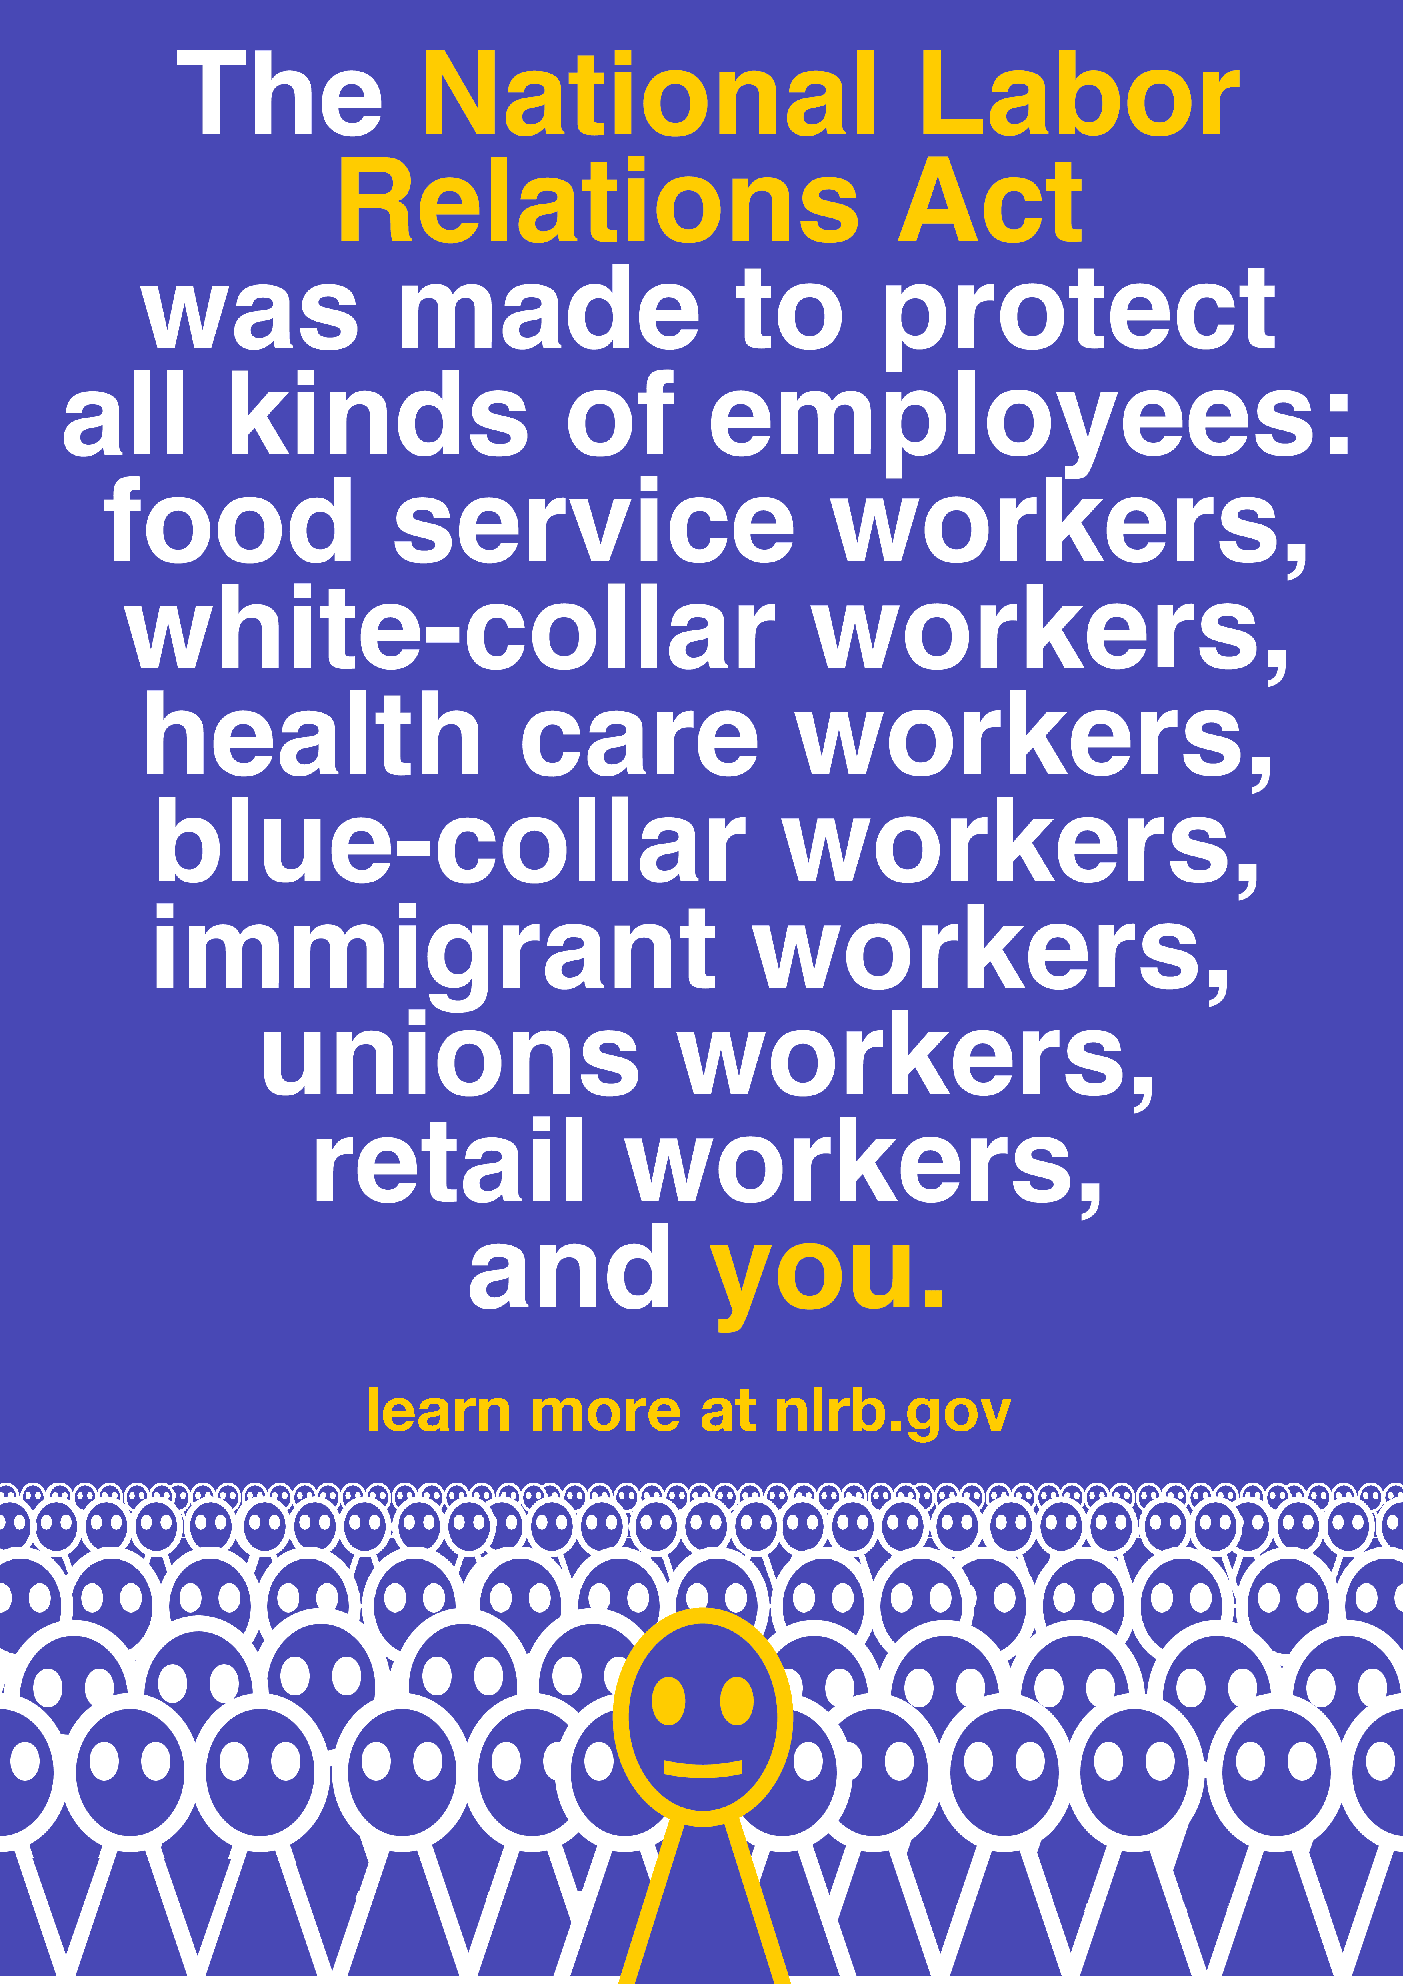 The National Labor
Relations Act
was made to protect
all kinds of employees:
food service workers,
white-collar workers,
health care workers,
blue-collar workers,
immigrant workers,
unions workers,
retail workers,
and you.
learn more at nlrb.gov